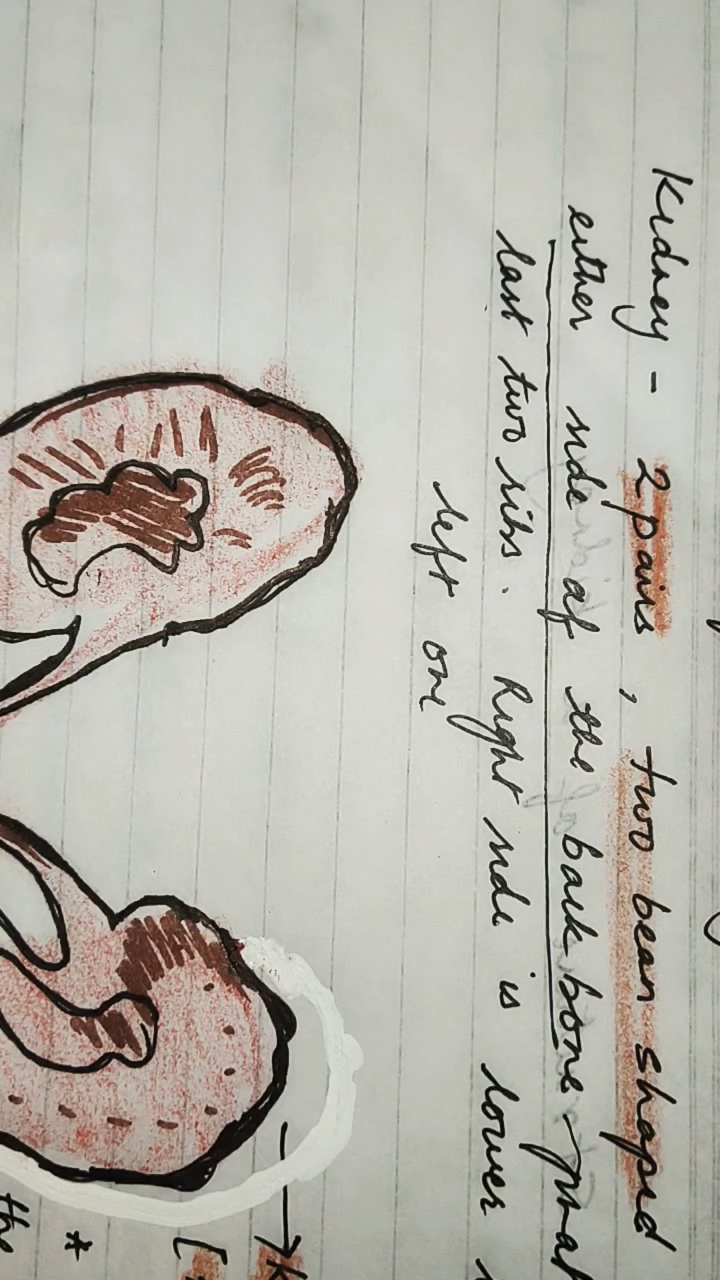 Kidney - 2 pairs, two bean shaped
either side of the back bone
last two ribs. Right side is lower
left one
*
the